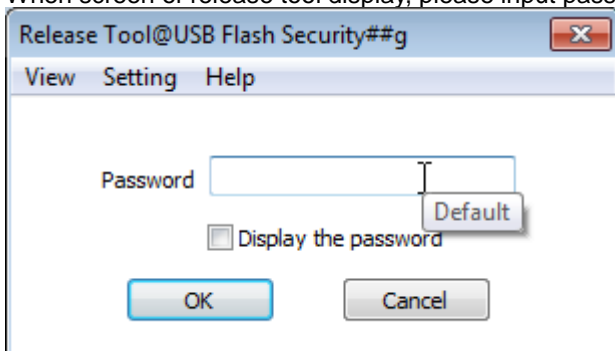 When screen of release tool display, please input pass
Release Tool@USB Flash Security##g
View Setting Help
Password
Default
Display the password
OK Cancel